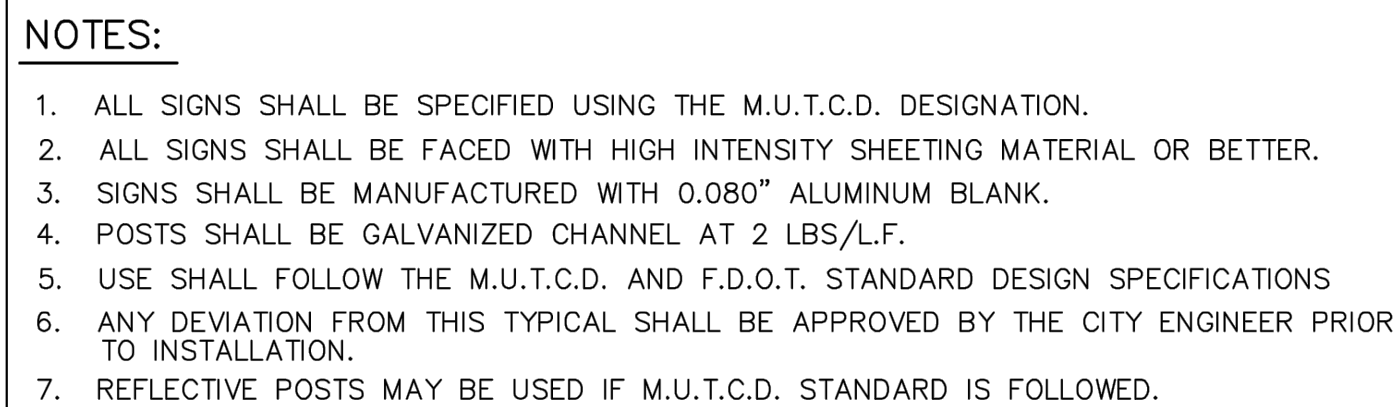 NOTES:
1. ALL SIGNS SHALL BE SPECIFIED USING THE M.U.T.C.D. DESIGNATION.
2. ALL SIGNS SHALL BE FACED WITH HIGH INTENSITY SHEETING MATERIAL OR BETTER.
3. SIGNS SHALL BE MANUFACTURED WITH 0.080” ALUMINUM BLANK.
4. POSTS SHALL BE GALVANIZED CHANNEL AT 2 LBS/L.F.
5. USE SHALL FOLLOW THE M.U.T.C.D. AND F.D.O.T. STANDARD DESIGN SPECIFICATIONS
6. ANY DEVIATION FROM THIS TYPICAL SHALL BE APPROVED BY THE CITY ENGINEER PRIOR
TO INSTALLATION.
7. REFLECTIVE POSTS MAY BE USED IF M.U.T.C.D. STANDARD IS FOLLOWED.